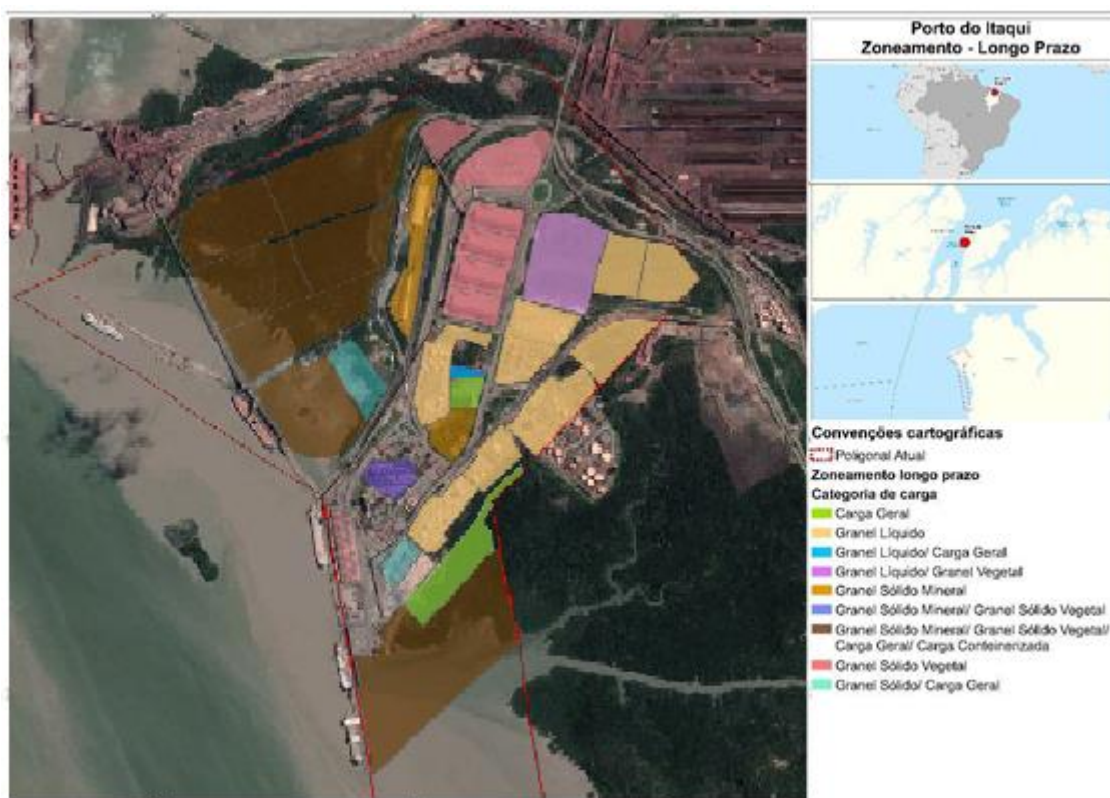 Porto do Itaqui
Zoneamento - Longo Prazo
Convenções cartográficas
Poligonal Atual
Zoneamento longo prazo
Categoria de carga
Carga Geral
Granel Líquido
Granel Líquido/ Carga Geral
Granel Líquido/ Granel Vegetal
Granel Sólido Mineral
Granel Sólido Mineral/ Granel Sólido Vegetal
Granel Sólido Mineral/ Granel Sólido Vegetal/
Carga Geral/ Carga Conteinerizada
Granel Sólido Vegetal
Granel Sólido/ Carga Geral